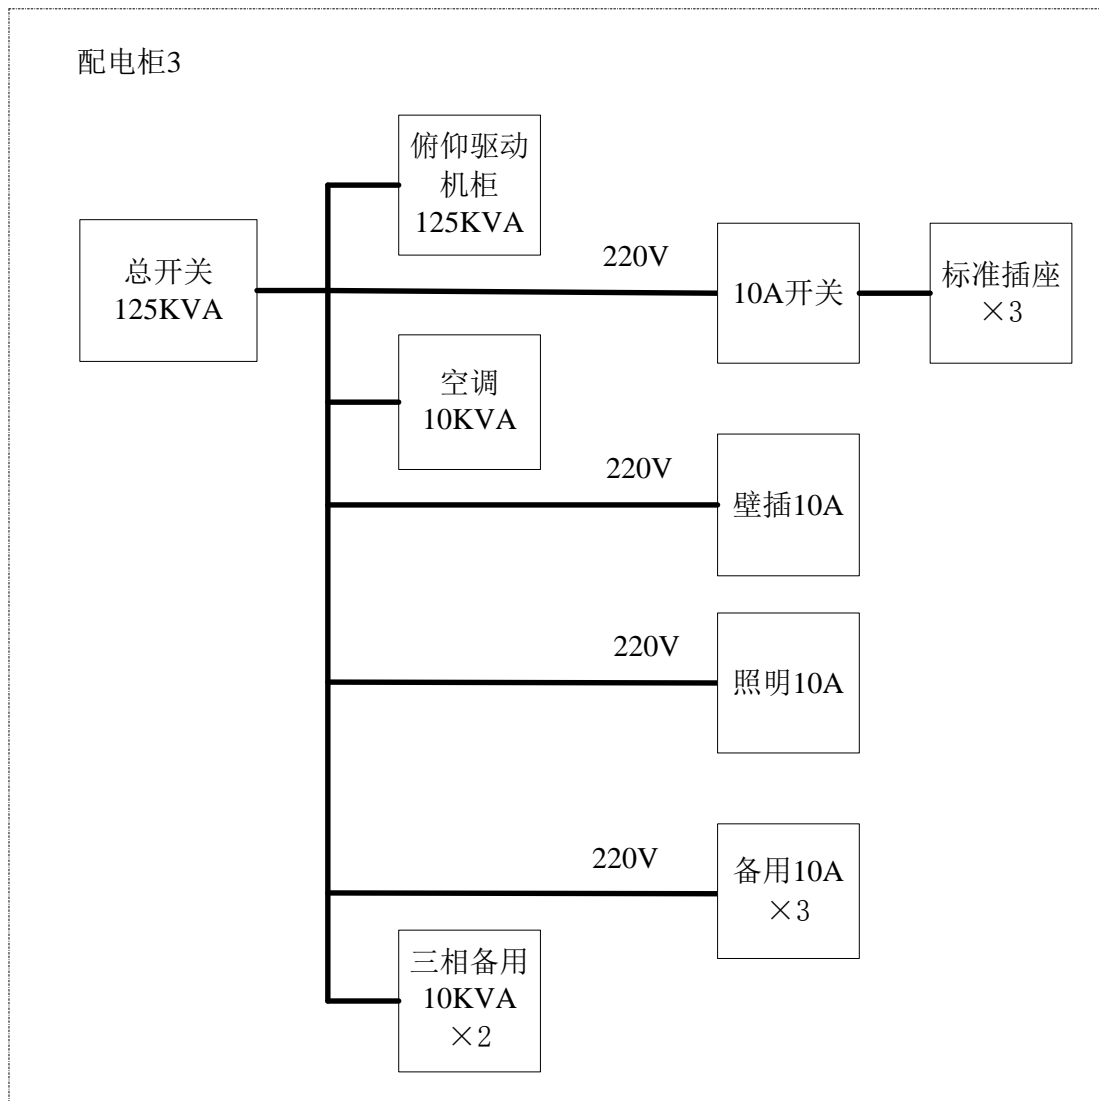 配电柜3
俯仰驱动
机柜
125KVA
总开关
125KVA
220V
10A开关
标准插座
×3
空调
10KVA
220V
壁插10A
220V
照明10A
220V
备用10A
×3
三相备用
10KVA
×2